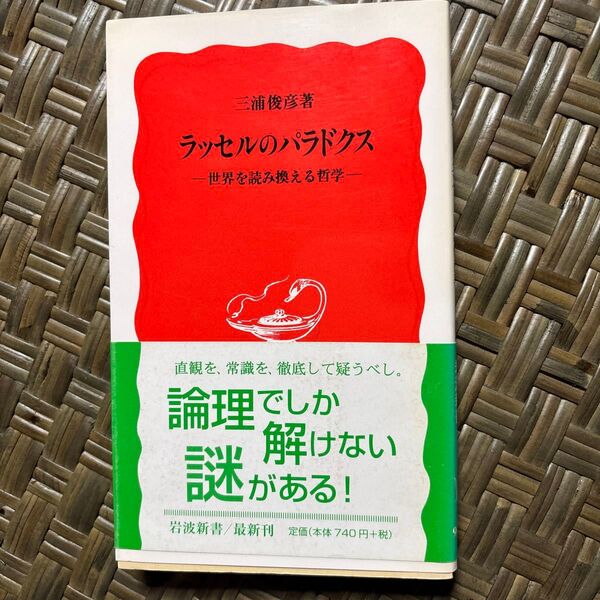 三浦俊彦著
ラッセルのパラドクス
―世界を読み換える哲学―
直観を、常識を、徹底して疑うべし。
論理でしか
解けない
謎がある!
岩波新書/最新刊 定価(本体740円+税)